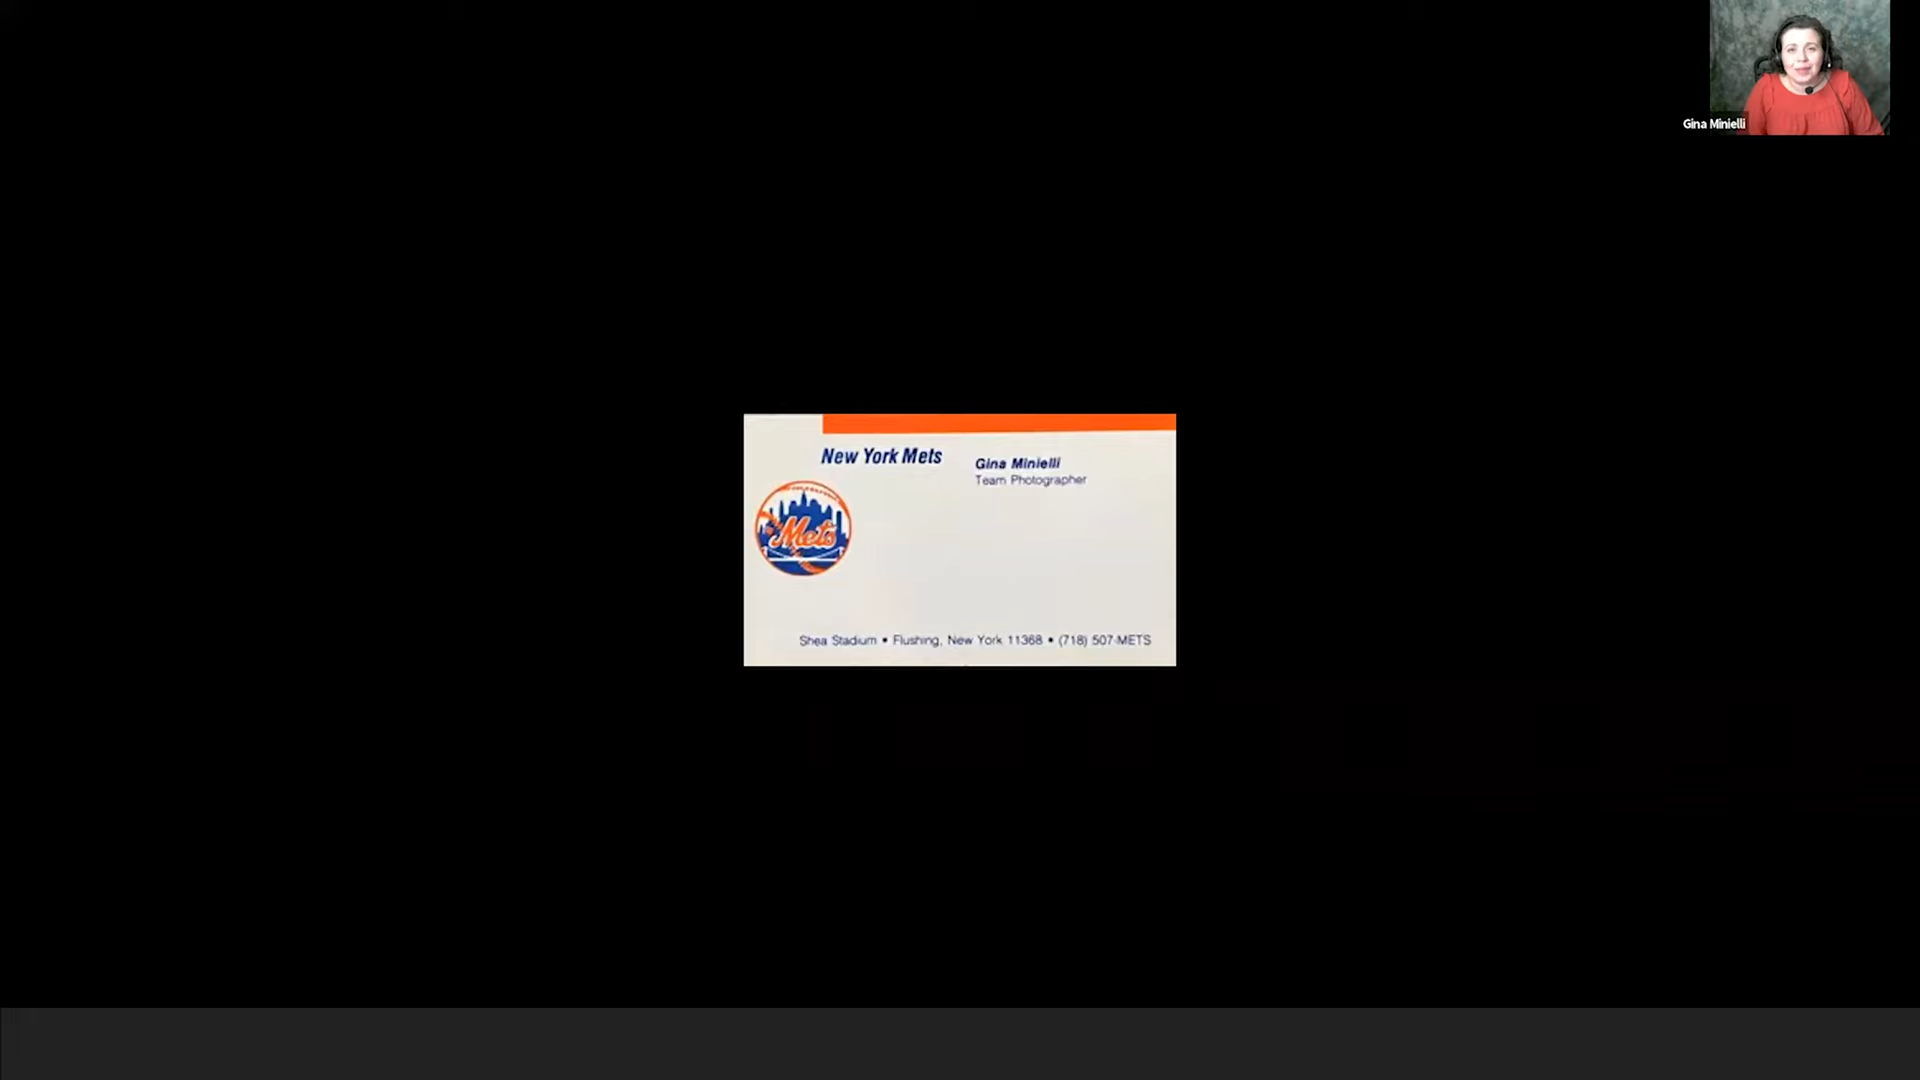 Gina Minielli
New York Mets
Gina Minielli
Team Photographer
Mets
Shea Stadium • Flushing, New York 11368 • (718) 507-METS